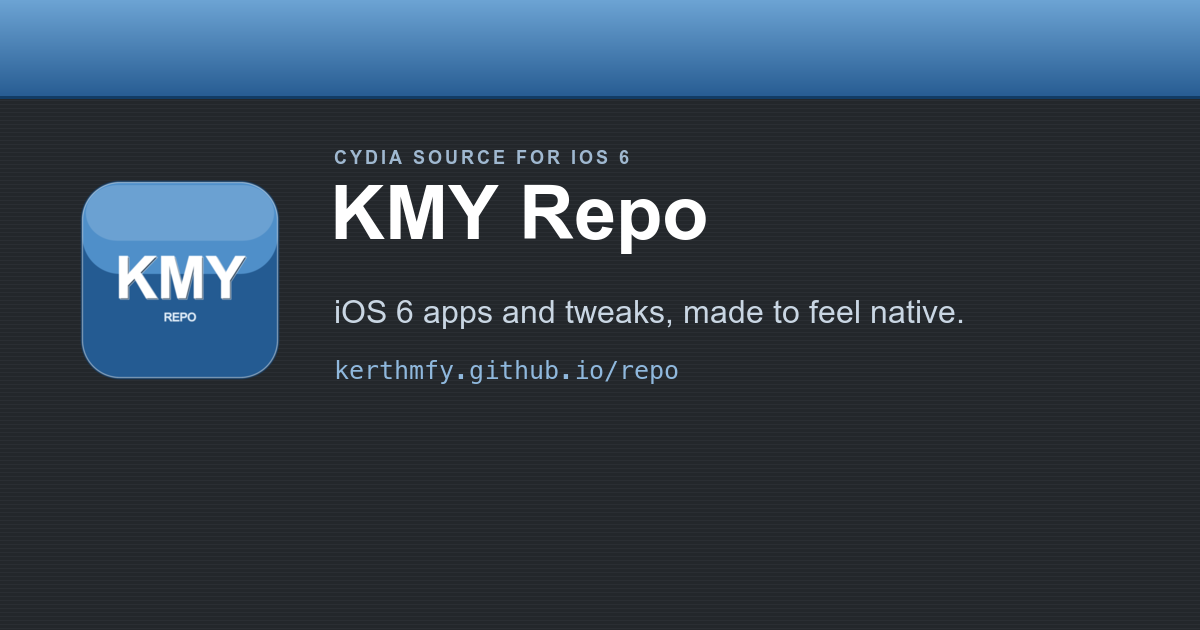 CYDIA SOURCE FOR IOS 6
KMY Repo
KMY
REPO
iOS 6 apps and tweaks, made to feel native.
kerthmfy.github.io/repo